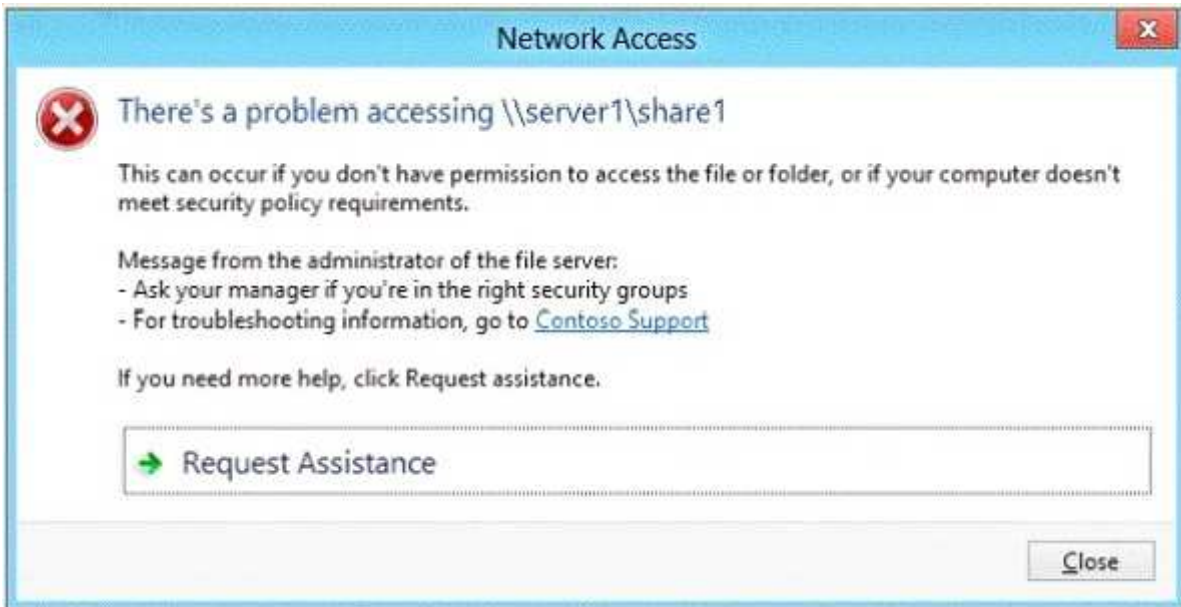 Network Access
There's a problem accessing \\server1\share1
This can occur if you don't have permission to access the file or folder, or if your computer doesn't
meet security policy requirements.
Message from the administrator of the file server:
- Ask your manager if you're in the right security groups
- For troubleshooting information, go to Contoso Support
If you need more help, click Request assistance.
Request Assistance
Close